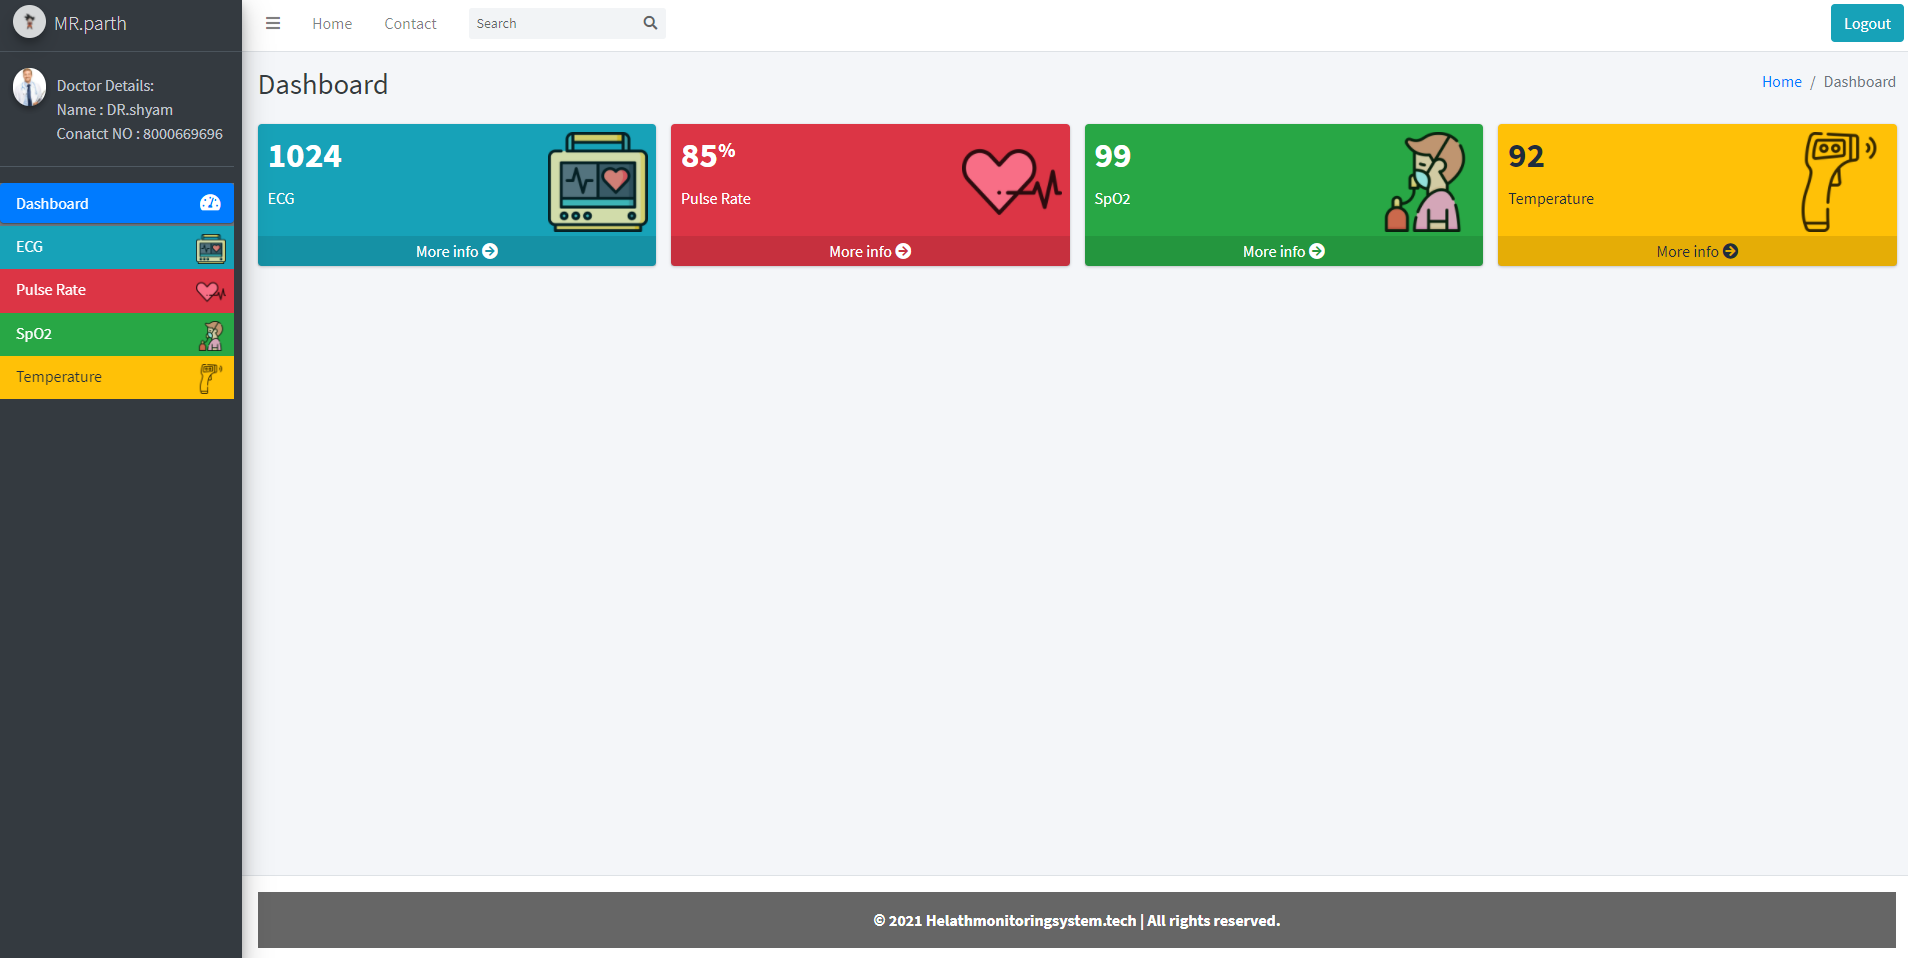 MR.parth
Home
Contact
Search
Logout
Doctor Details:
Name : DR.shyam
Conatct NO : 8000669696
Dashboard
ECG
Pulse Rate
SpO2
Temperature
Dashboard
Home / Dashboard
1024
ECG
More info
85%
Pulse Rate
More info
99
SpO2
More info
92
Temperature
More info
© 2021 Helathmonitoringsystem.tech | All rights reserved.